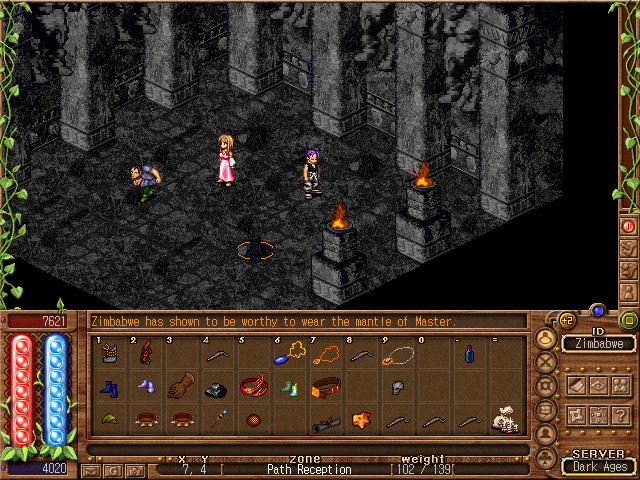 7621
Zimbabwe has shown to be worthy to wear the mantle of Master.
+2
1 2 3 4 5 6 7 8 9 0 - =
ID
Zimbabwe
4020
X Y
zone
weight
7, 4
Path Reception
102 / 139
G
?
SERVER
Dark Ages